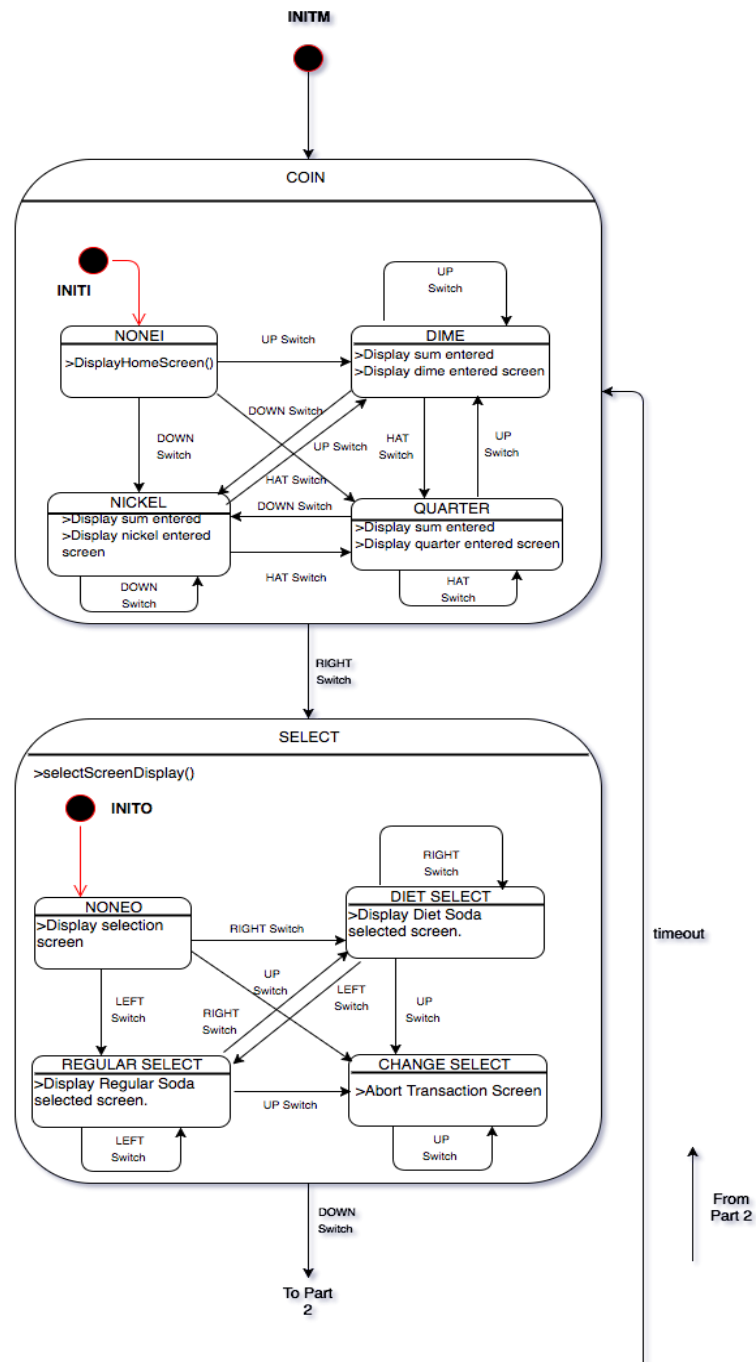 INITM
COIN
INITI
UP
Switch
NONEI
>DisplayHomeScreen()
UP Switch
DIME
>Display sum entered
>Display dime entered screen
DOWN Switch
DOWN
Switch
UP Switch
HAT
Switch
UP
Switch
HAT Switch
NICKEL
>Display sum entered
>Display nickel entered
screen
DOWN Switch
QUARTER
>Display sum entered
>Display quarter entered screen
HAT Switch
DOWN
Switch
HAT
Switch
RIGHT
Switch
SELECT
>selectScreenDisplay()
INITO
RIGHT
Switch
NONEO
>Display selection
screen
RIGHT Switch
DIET SELECT
>Display Diet Soda
selected screen.
timeout
UP
Switch
LEFT
Switch
LEFT
Switch
RIGHT
Switch
UP
Switch
REGULAR SELECT
>Display Regular Soda
selected screen.
UP Switch
CHANGE SELECT
>Abort Transaction Screen
LEFT
Switch
UP
Switch
DOWN
Switch
From
Part 2
To Part
2